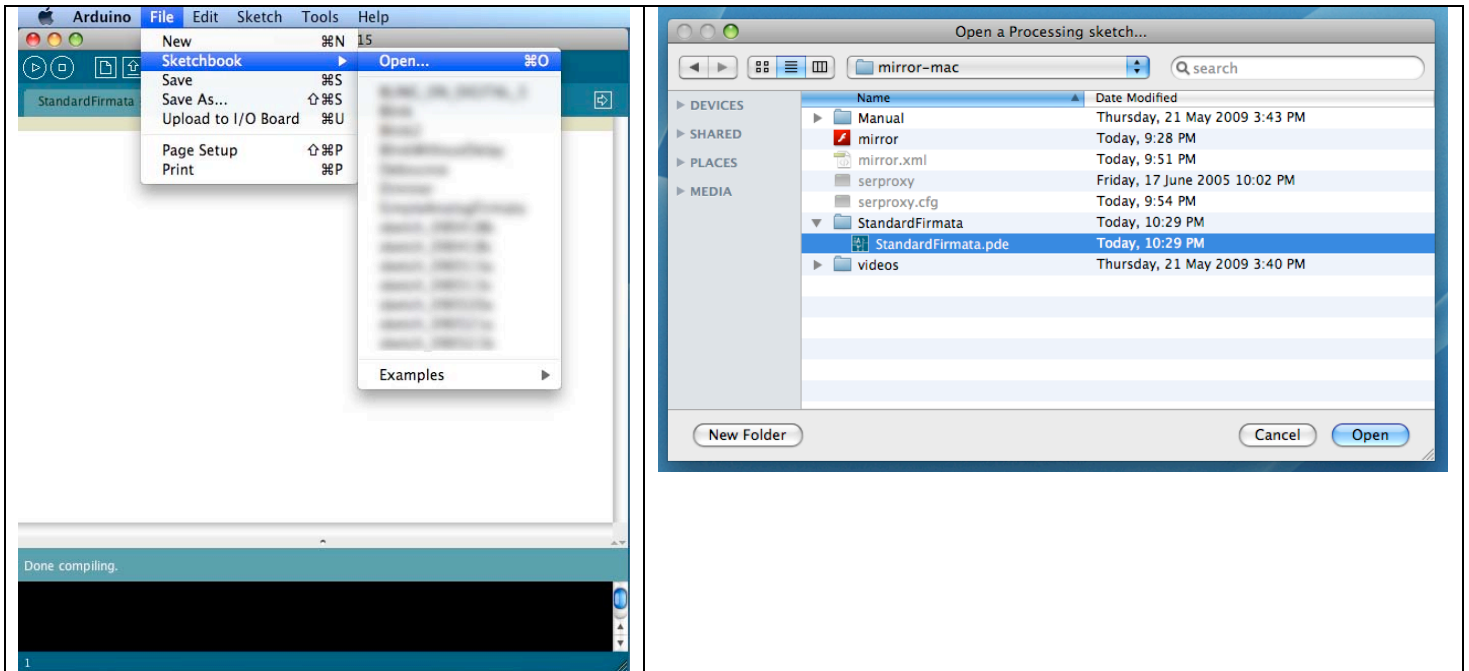 Arduino File Edit Sketch Tools Help
15
New ⌘N
Sketchbook
Save ⌘S
Save As... ⇧⌘S
Upload to I/O Board ⌘U
Page Setup ⇧⌘P
Print ⌘P
Open... ⌘O
Examples
StandardFirmata
Done compiling.
1
Open a Processing sketch...
mirror-mac
search
DEVICES
SHARED
PLACES
MEDIA
Name Date Modified
Manual Thursday, 21 May 2009 3:43 PM
mirror Today, 9:28 PM
mirror.xml Today, 9:51 PM
serproxy Friday, 17 June 2005 10:02 PM
serproxy.cfg Today, 9:54 PM
StandardFirmata Today, 10:29 PM
StandardFirmata.pde Today, 10:29 PM
videos Thursday, 21 May 2009 3:40 PM
New Folder Cancel Open